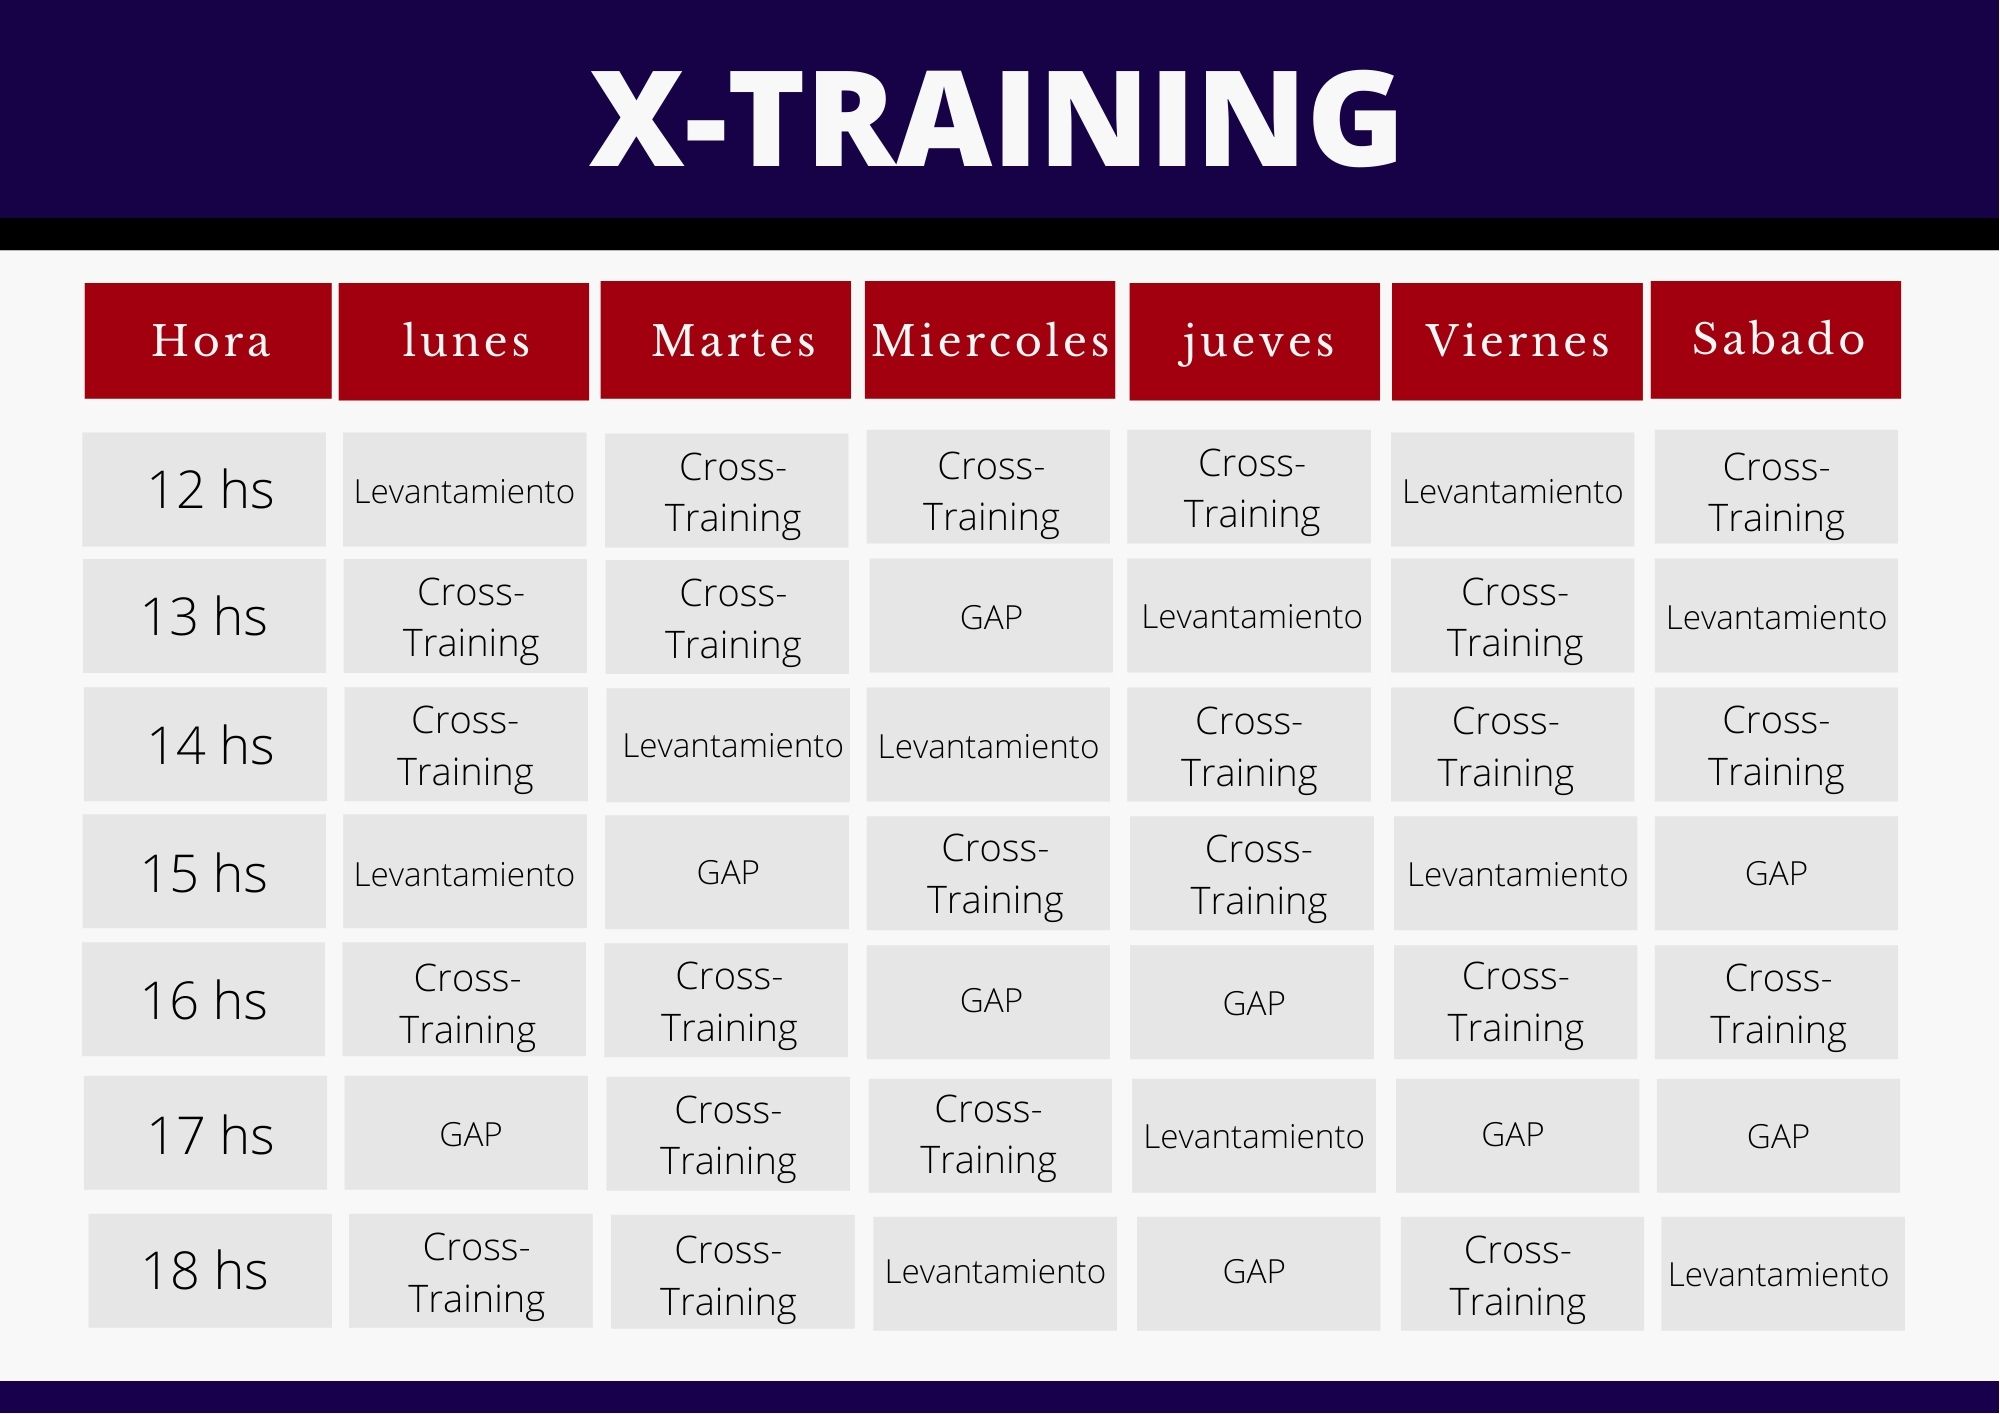 X-TRAINING
Hora lunes Martes Miercoles jueves Viernes Sabado
12 hs Levantamiento Cross-Training Cross-Training Cross-Training Levantamiento Cross-Training
13 hs Cross-Training Cross-Training GAP Levantamiento Cross-Training Levantamiento
14 hs Cross-Training Levantamiento Levantamiento Cross-Training Cross-Training Cross-Training
15 hs Levantamiento GAP Cross-Training Cross-Training Levantamiento GAP
16 hs Cross-Training Cross-Training GAP GAP Cross-Training Cross-Training
17 hs GAP Cross-Training Cross-Training Levantamiento GAP GAP
18 hs Cross-Training Cross-Training Levantamiento GAP Cross-Training Levantamiento